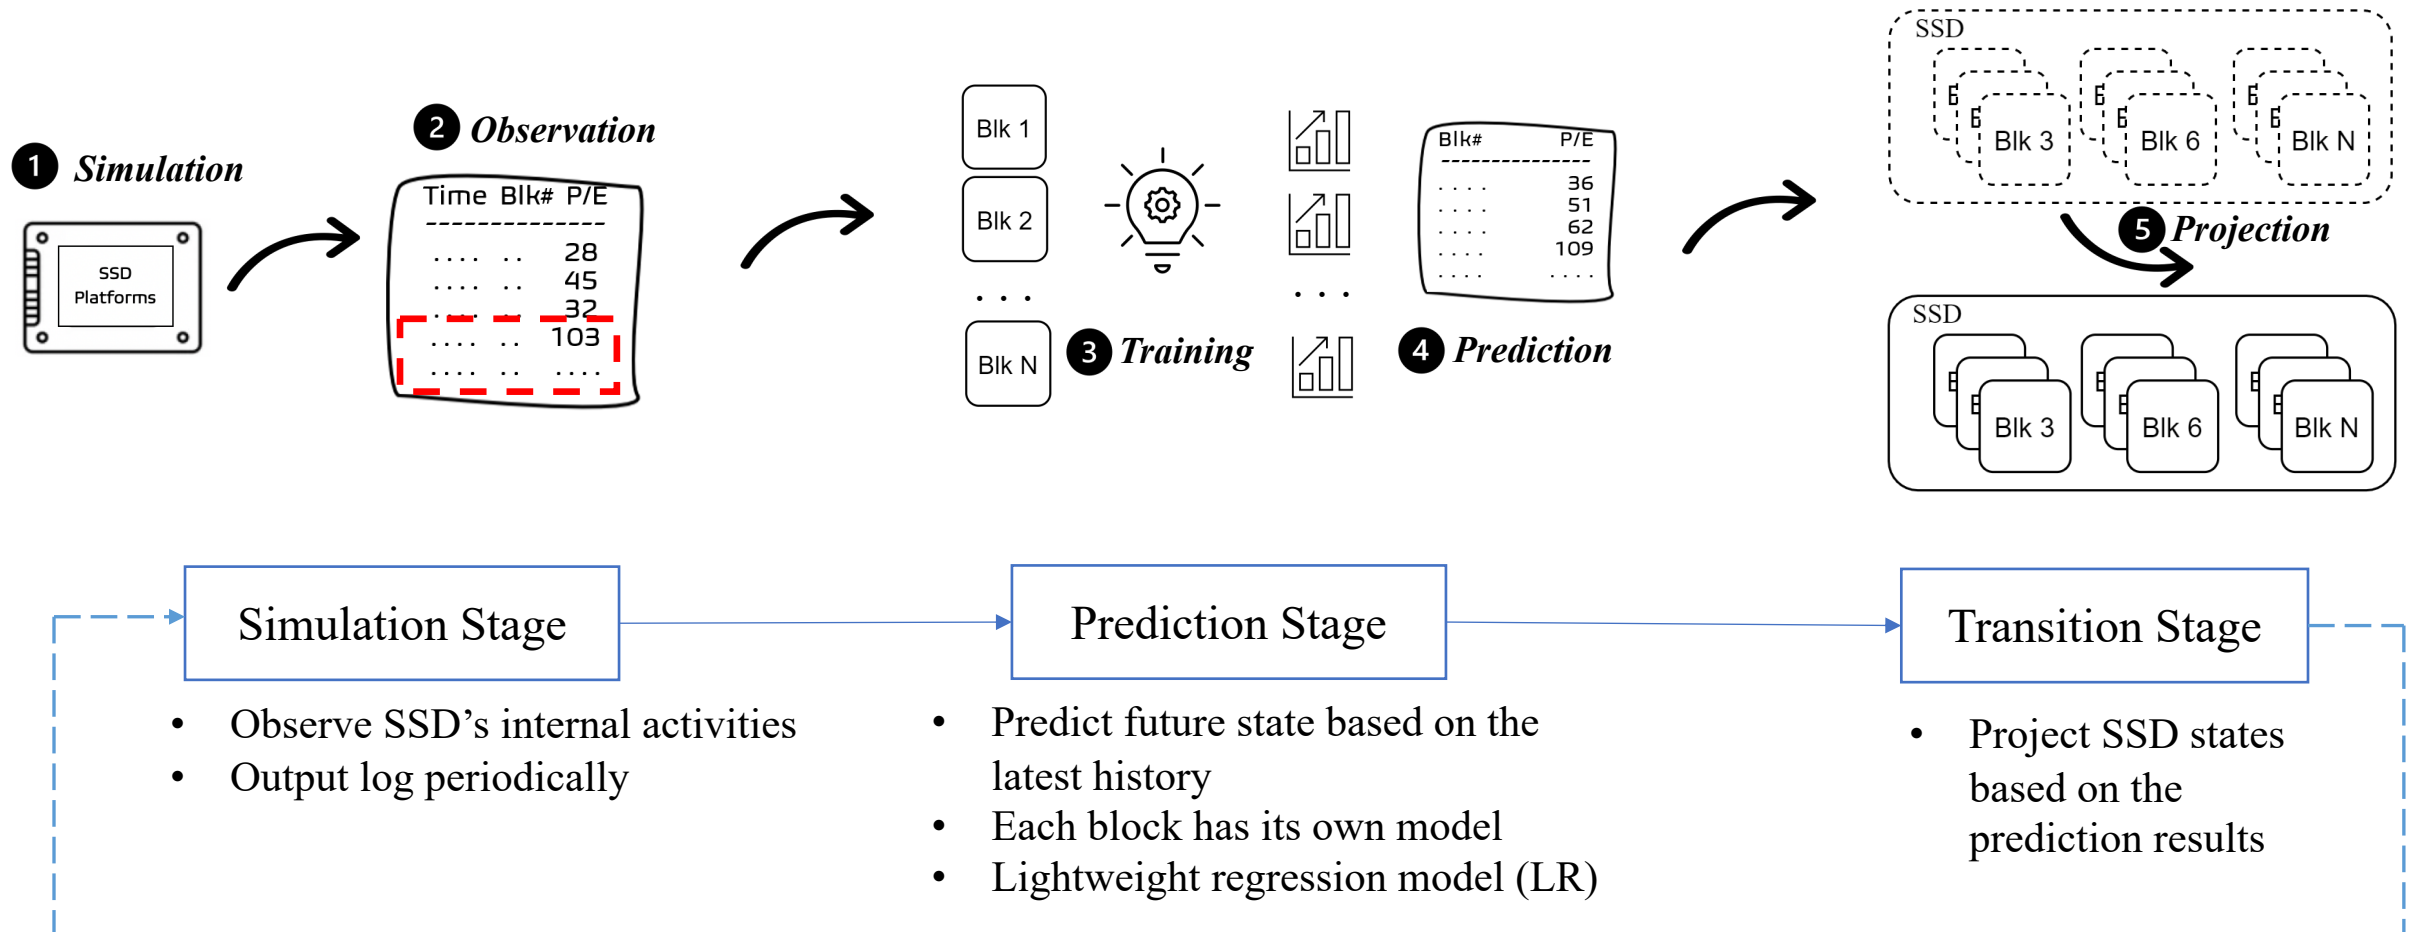 1 Simulation
SSD
Platforms
2 Observation
Time Blk# P/E
---------------
.... .. 28
.... .. 45
.... .. 32
.... .. 103
.... .. ....
Blk 1
Blk 2
...
Blk N
3 Training
...
Blk# P/E
---------------
.... 36
.... 51
.... 62
.... 109
.... ....
4 Prediction
SSD
Blk 3
Blk 6
Blk N
5 Projection
SSD
Blk 3
Blk 6
Blk N
Simulation Stage
• Observe SSD’s internal activities
• Output log periodically
Prediction Stage
• Predict future state based on the
latest history
• Each block has its own model
• Lightweight regression model (LR)
Transition Stage
• Project SSD states
based on the
prediction results